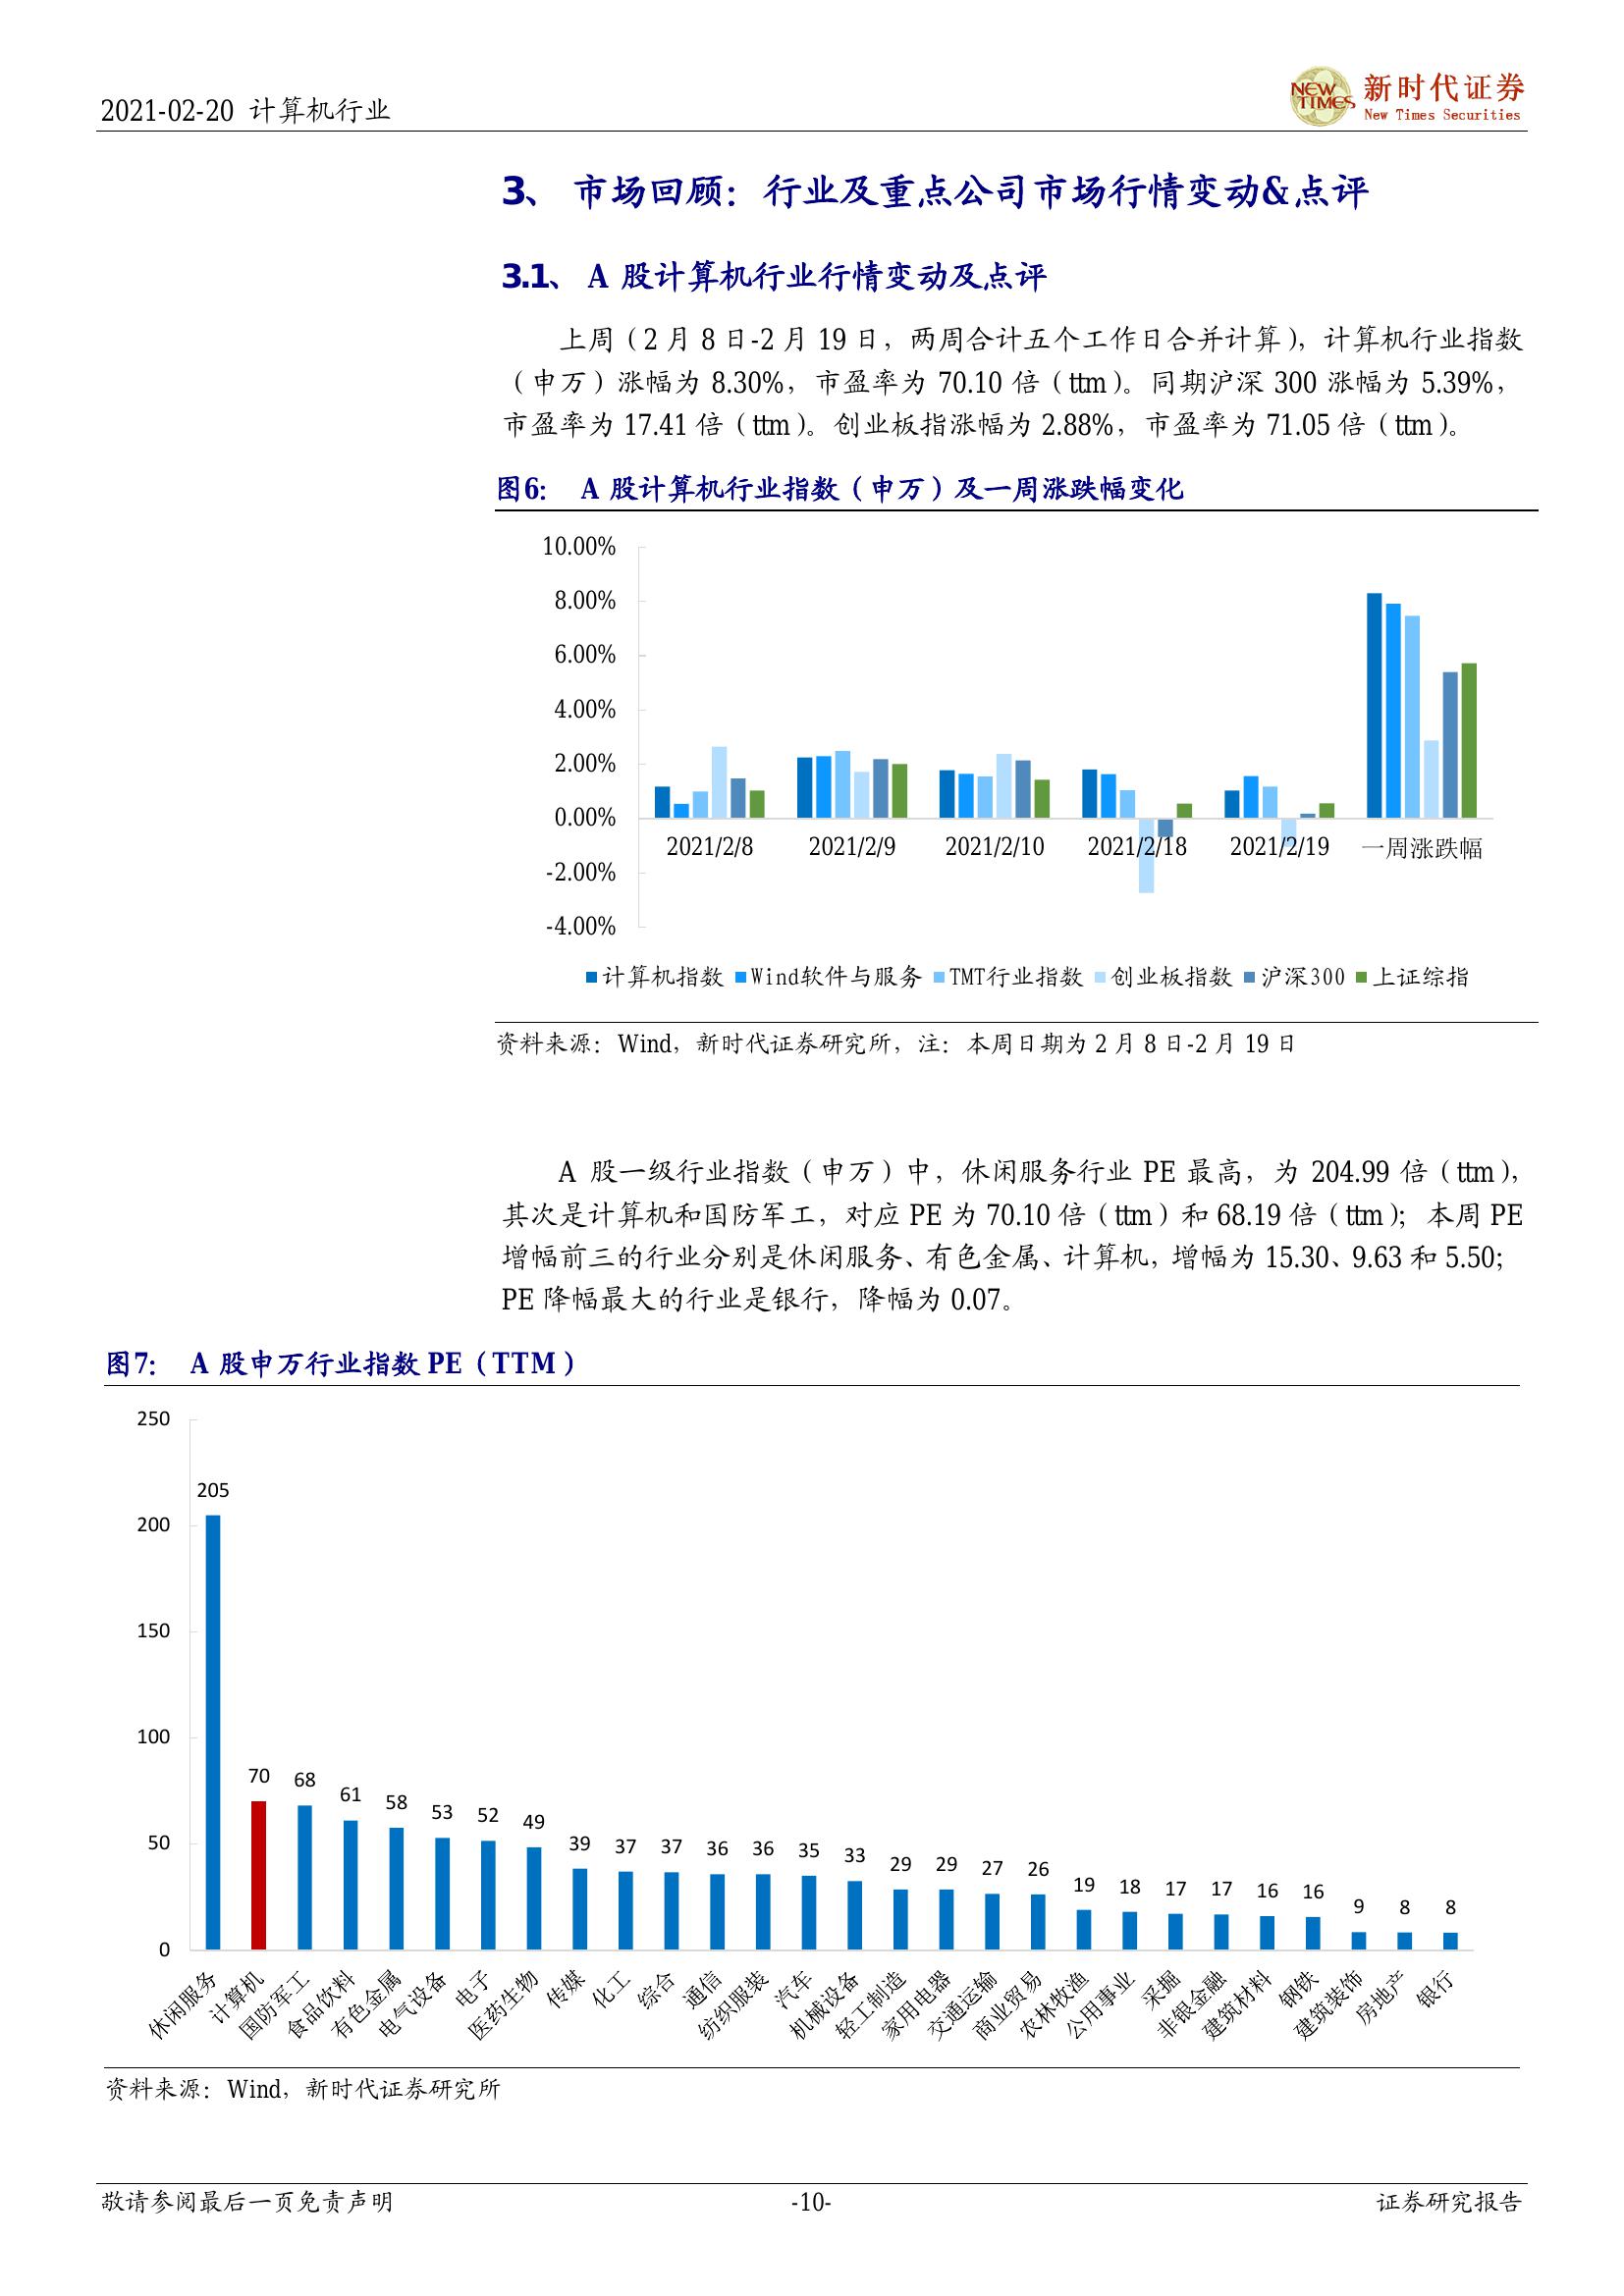 2021-02-20 计算机行业
NEW TIMES
新时代证券
New Times Securities
3、 市场回顾：行业及重点公司市场行情变动&点评
3.1、 A 股计算机行业行情变动及点评
上周（2 月 8 日-2 月 19 日，两周合计五个工作日合并计算），计算机行业指数
（申万）涨幅为 8.30%，市盈率为 70.10 倍（ttm）。同期沪深 300 涨幅为 5.39%，
市盈率为 17.41 倍（ttm）。创业板指涨幅为 2.88%，市盈率为 71.05 倍（ttm）。
图6： A 股计算机行业指数（申万）及一周涨跌幅变化
10.00%
8.00%
6.00%
4.00%
2.00%
0.00%
-2.00%
-4.00%
2021/2/8 2021/2/9 2021/2/10 2021/2/18 2021/2/19 一周涨跌幅
计算机指数 Wind软件与服务 TMT行业指数 创业板指数 沪深300 上证综指
资料来源：Wind，新时代证券研究所，注：本周日期为 2 月 8 日-2 月 19 日
A 股一级行业指数（申万）中，休闲服务行业 PE 最高，为 204.99 倍（ttm），
其次是计算机和国防军工，对应 PE 为 70.10 倍（ttm）和 68.19 倍（ttm）；本周 PE
增幅前三的行业分别是休闲服务、有色金属、计算机，增幅为 15.30、9.63 和 5.50；
PE 降幅最大的行业是银行，降幅为 0.07。
图7： A 股申万行业指数 PE（TTM）
250
200
150
100
50
0
205 70 68 61 58 53 52 49 39 37 37 36 36 35 33 29 29 27 26 19 18 17 17 16 16 9 8 8
休闲服务 计算机 国防军工 食品饮料 有色金属 电气设备 电子 医药生物 传媒 化工 综合 通信 纺织服装 汽车 机械设备 轻工制造 家用电器 交通运输 商业贸易 农林牧渔 公用事业 采掘 非银金融 建筑材料 钢铁 建筑装饰 房地产 银行
资料来源：Wind，新时代证券研究所
敬请参阅最后一页免责声明 -10- 证券研究报告